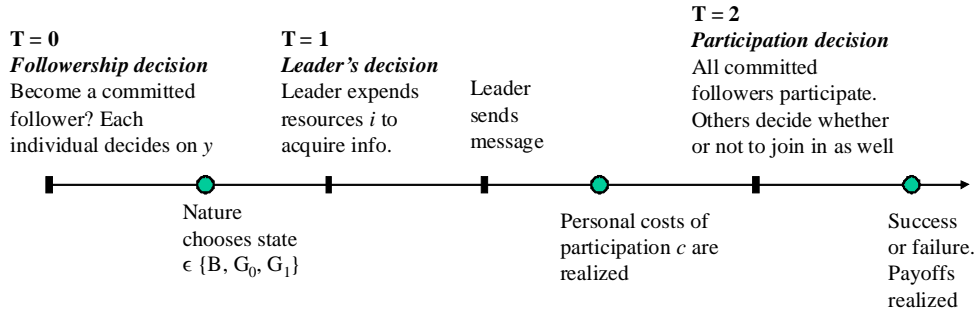 T = 0
Followership decision
Become a committed
follower? Each
individual decides on y
T = 1
Leader's decision
Leader expends
resources i to
acquire info.
Leader
sends
message
T = 2
Participation decision
All committed
followers participate.
Others decide whether
or not to join in as well
Nature
chooses state
ϵ {B, G₀, G₁}
Personal costs of
participation c are
realized
Success
or failure.
Payoffs
realized